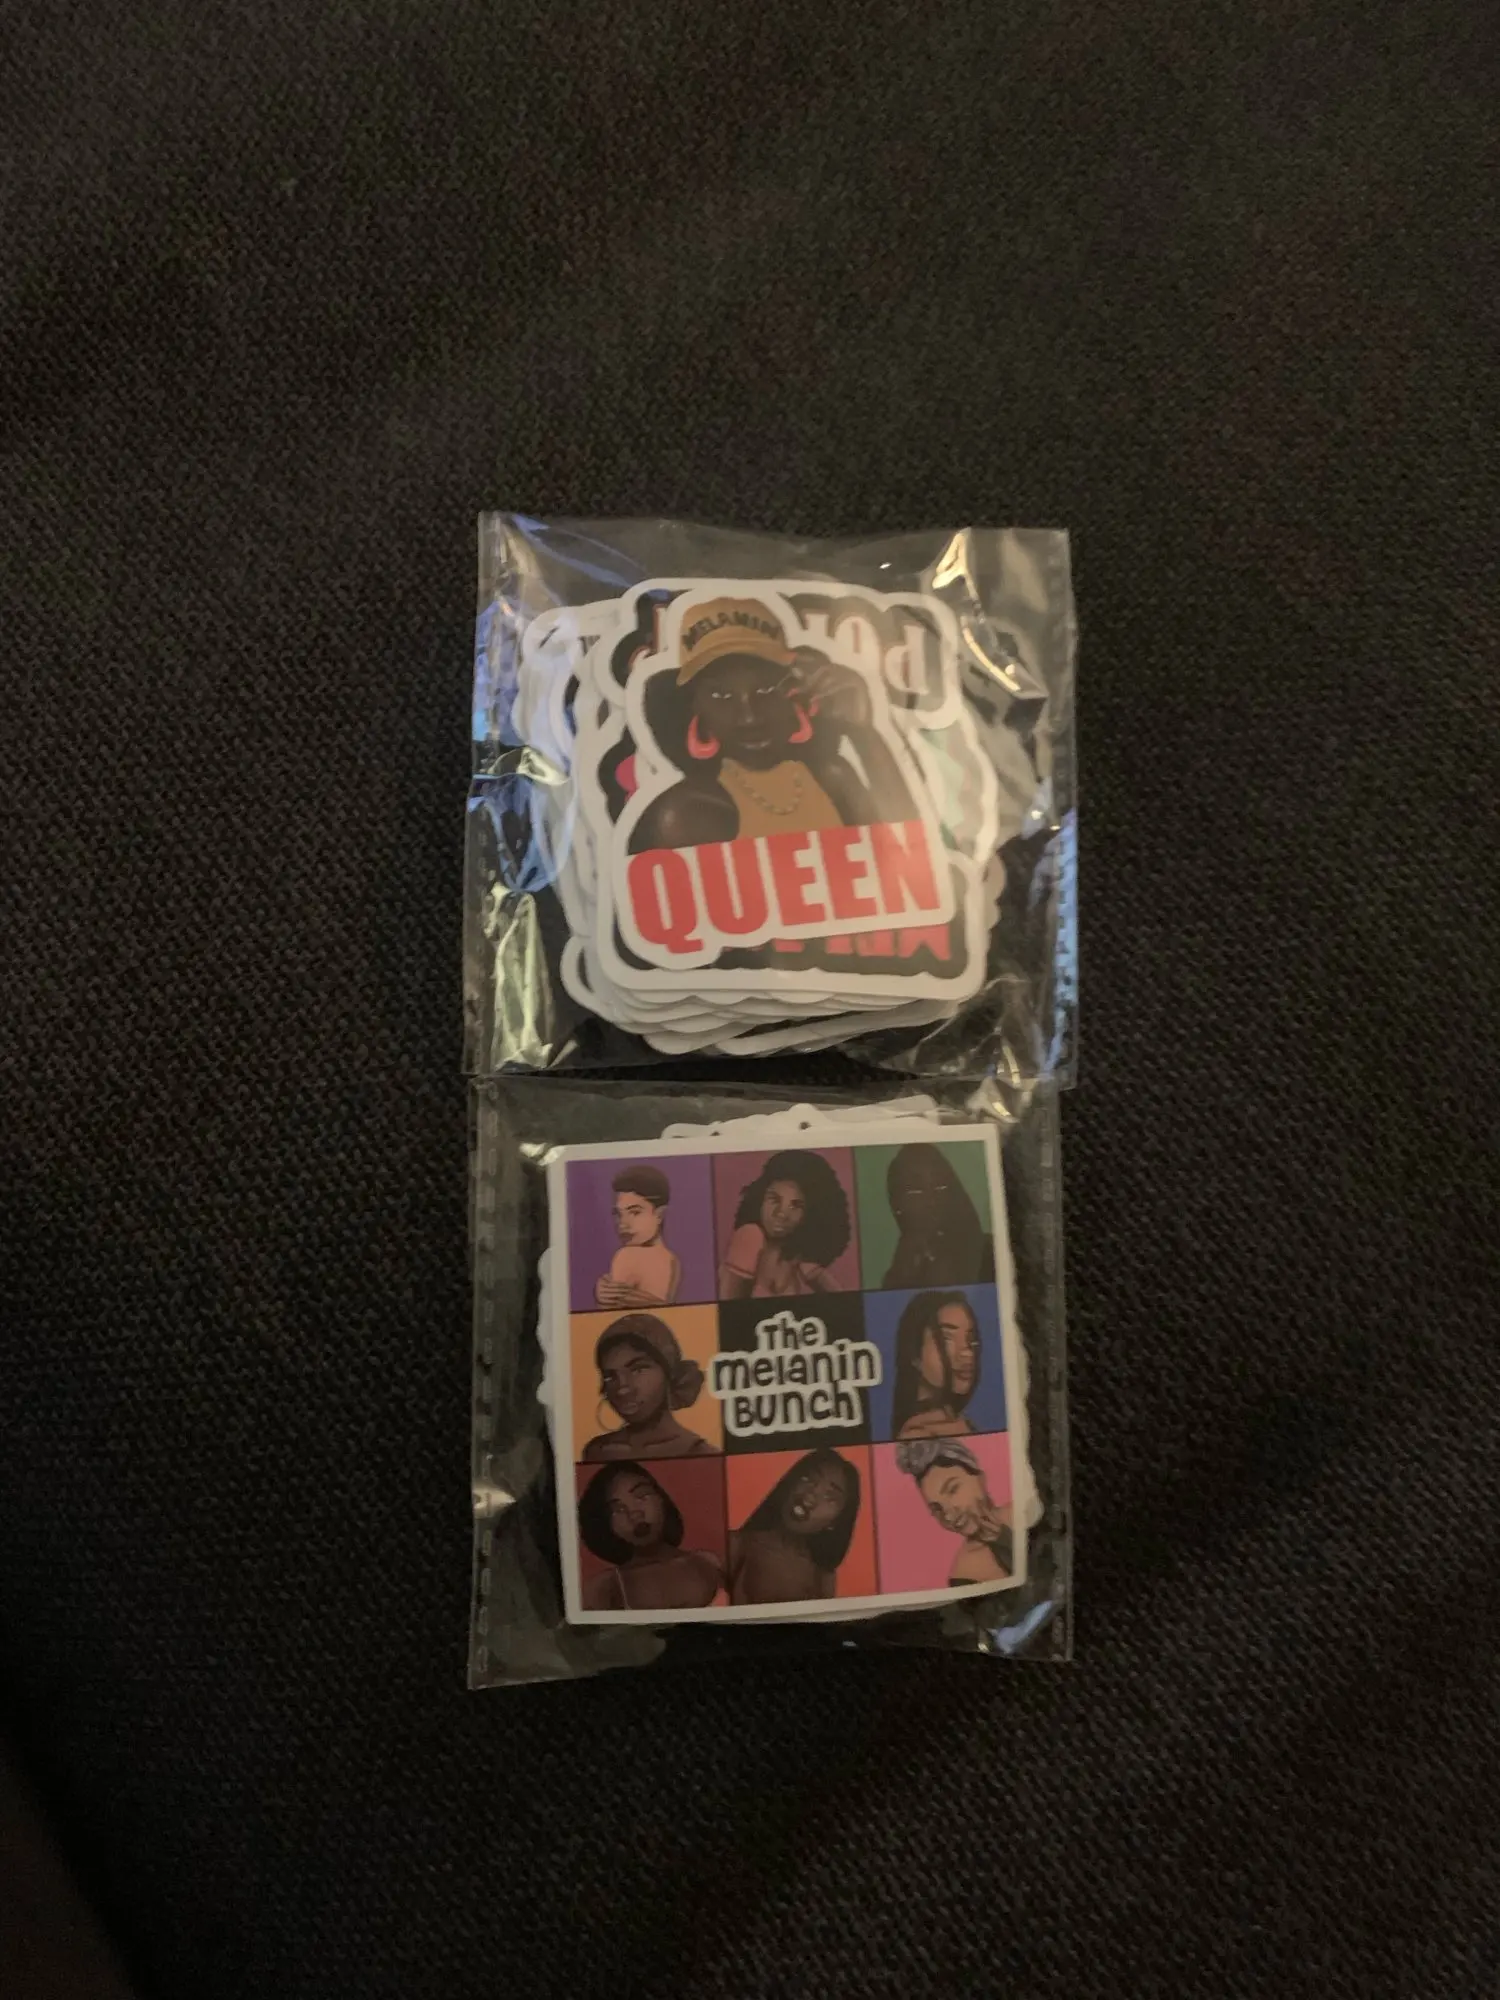 MELANIN
QUEEN
The
melanin
BUncH